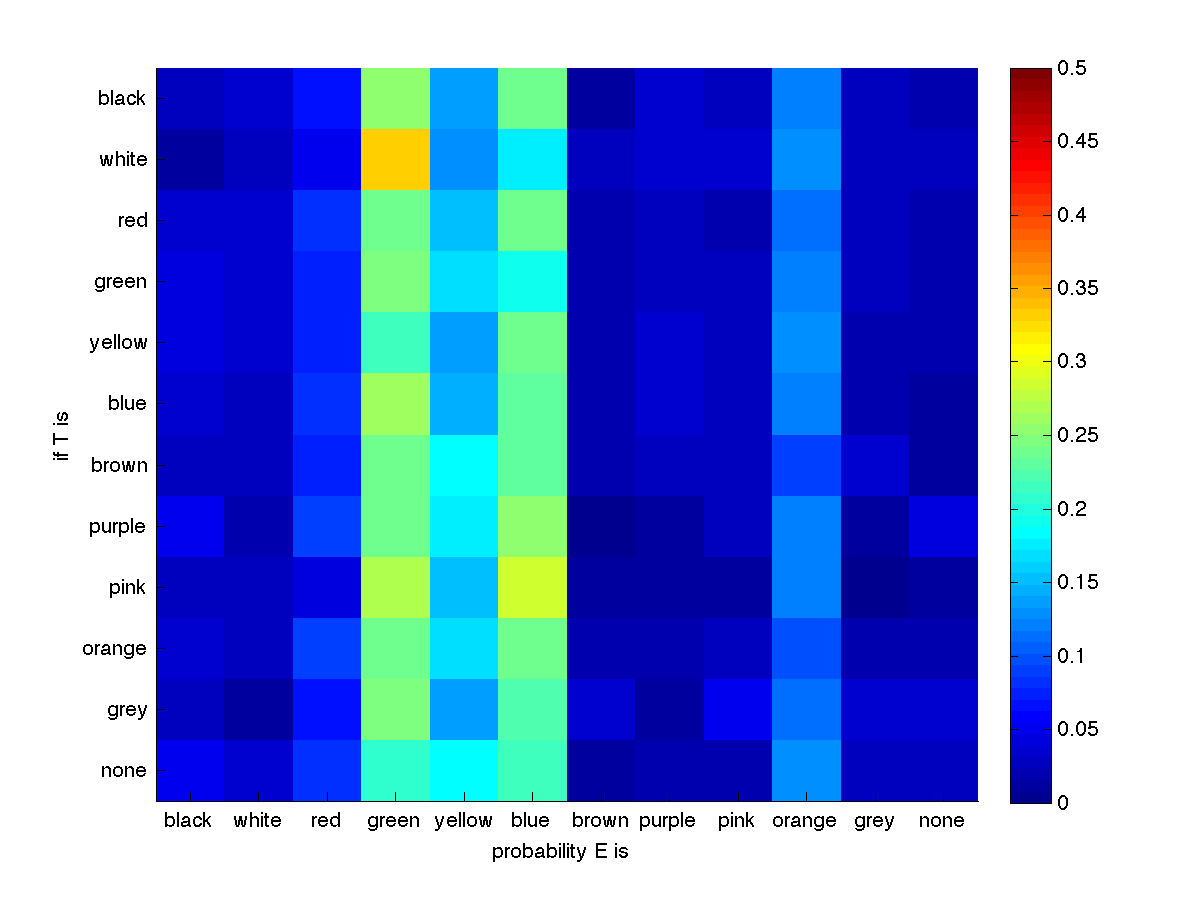 black
white
red
green
yellow
blue
brown
purple
pink
orange
grey
none
if T is
black white red green yellow blue brown purple pink orange grey none
probability E is
0.5
0.45
0.4
0.35
0.3
0.25
0.2
0.15
0.1
0.05
0